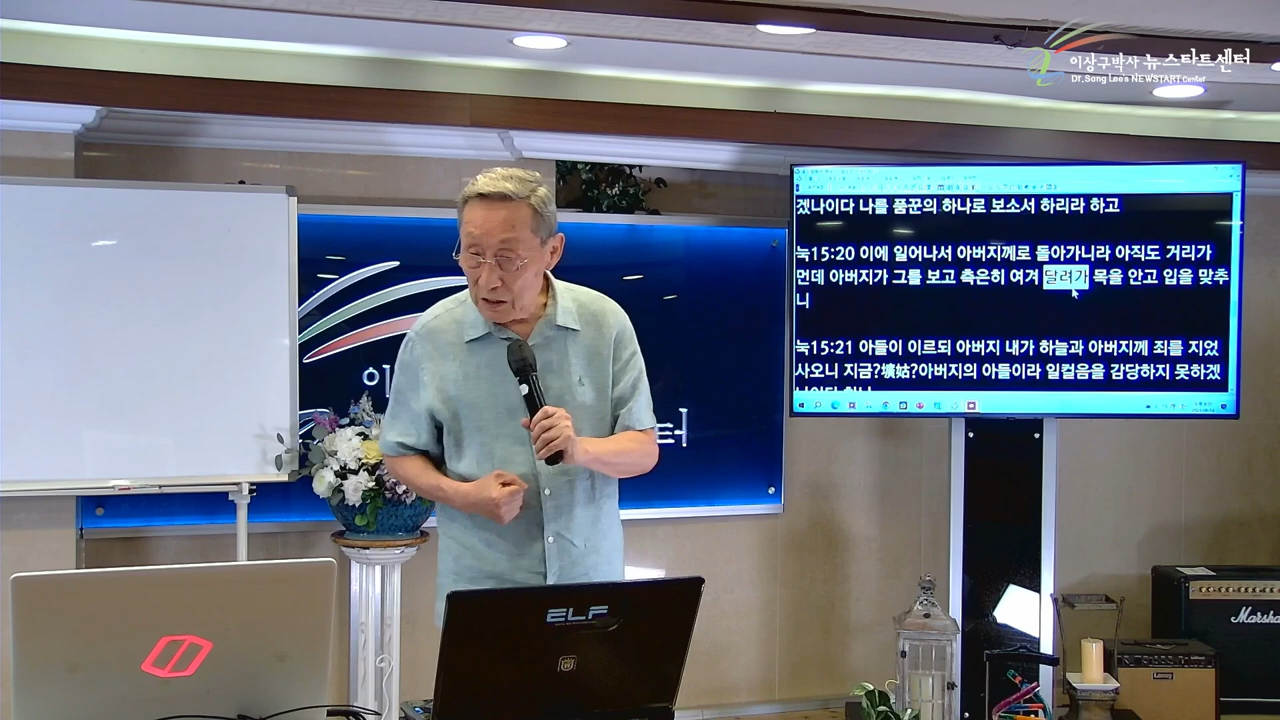 이상구박사 뉴스타트센터
Dr.Sang Lee's NEWSTART Center
겠나이다 나를 품꾼의 하나로 보소서 하리라 하고
눅15:20 이에 일어나서 아버지께로 돌아가니라 아직도 거리가
먼데 아버지가 그를 보고 측은히 여겨 달려가 목을 안고 입을 맞추
니
눅15:21 아들이 이르되 아버지 내가 하늘과 아버지께 죄를 지었
사오니 지금?壙姑?아버지의 아들이라 일컬음을 감당하지 못하겠
이
터
ELF
Marsha
Laney